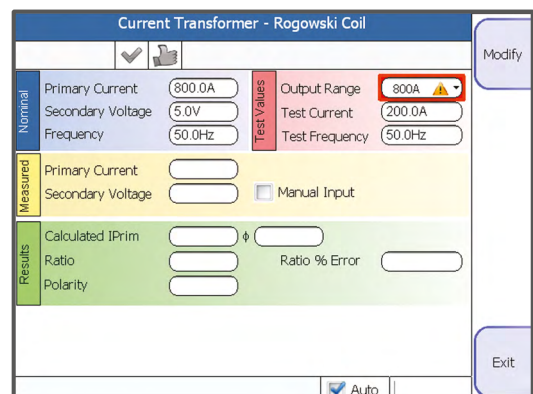 Current Transformer - Rogowski Coil
Modify
Nominal
Primary Current 800.0A
Secondary Voltage 5.0V
Frequency 50.0Hz
Test Values
Output Range 800A
Test Current 200.0A
Test Frequency 50.0Hz
Measured
Primary Current
Secondary Voltage
Manual Input
Results
Calculated IPrim ϕ
Ratio Ratio % Error
Polarity
Exit
Auto